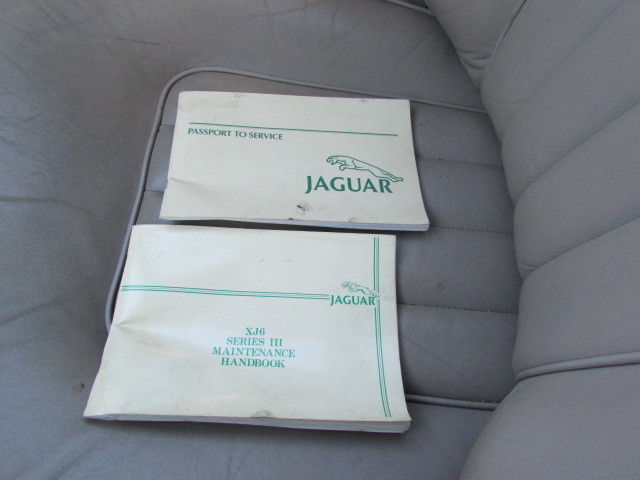 PASSPORT TO SERVICE
JAGUAR
JAGUAR
XJ6
SERIES III
MAINTENANCE
HANDBOOK